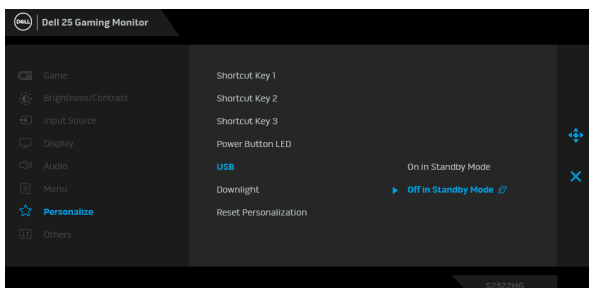 DELL
Dell 25 Gaming Monitor
Game
Brightness/Contrast
Input Source
Display
Audio
Menu
Personalize
Others
Shortcut Key 1
Shortcut Key 2
Shortcut Key 3
Power Button LED
USB
Downlight
Reset Personalization
On in Standby Mode
Off in Standby Mode
S2522HG